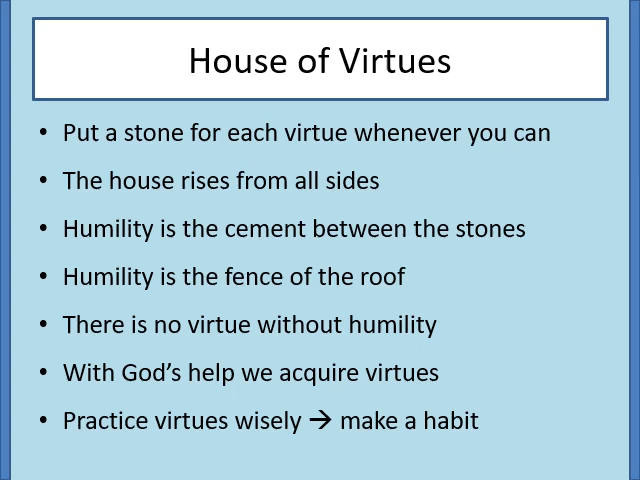 House of Virtues
• Put a stone for each virtue whenever you can
• The house rises from all sides
• Humility is the cement between the stones
• Humility is the fence of the roof
• There is no virtue without humility
• With God’s help we acquire virtues
• Practice virtues wisely → make a habit